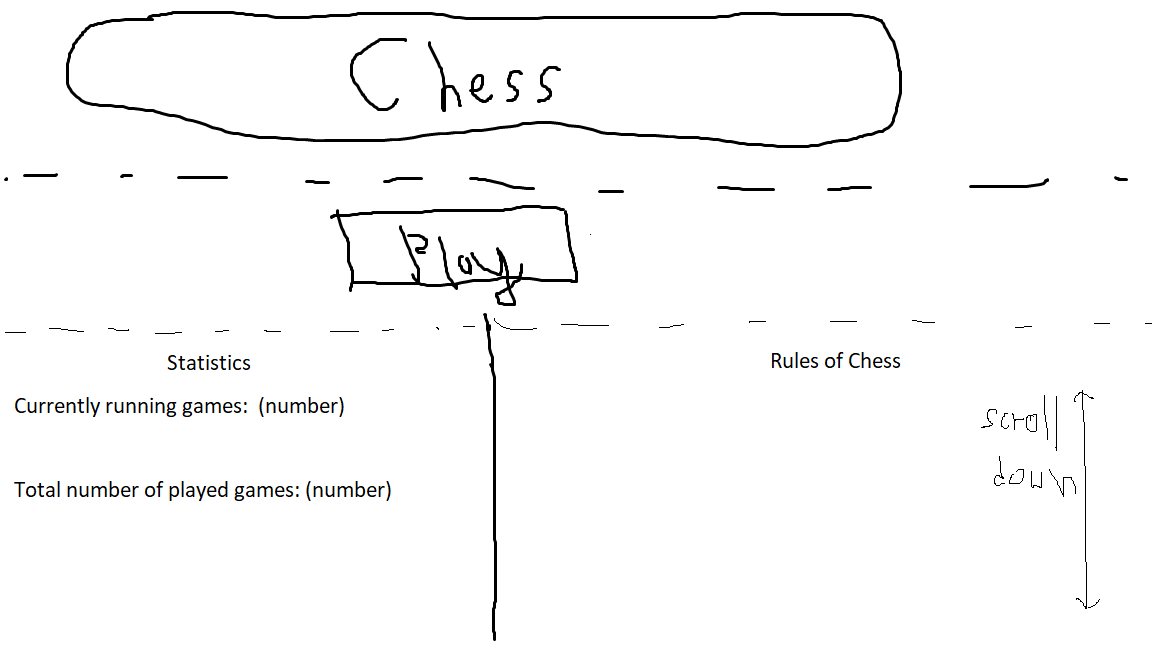 Chess
Play
Statistics
Rules of Chess
Currently running games: (number)
Total number of played games: (number)
scroll
down